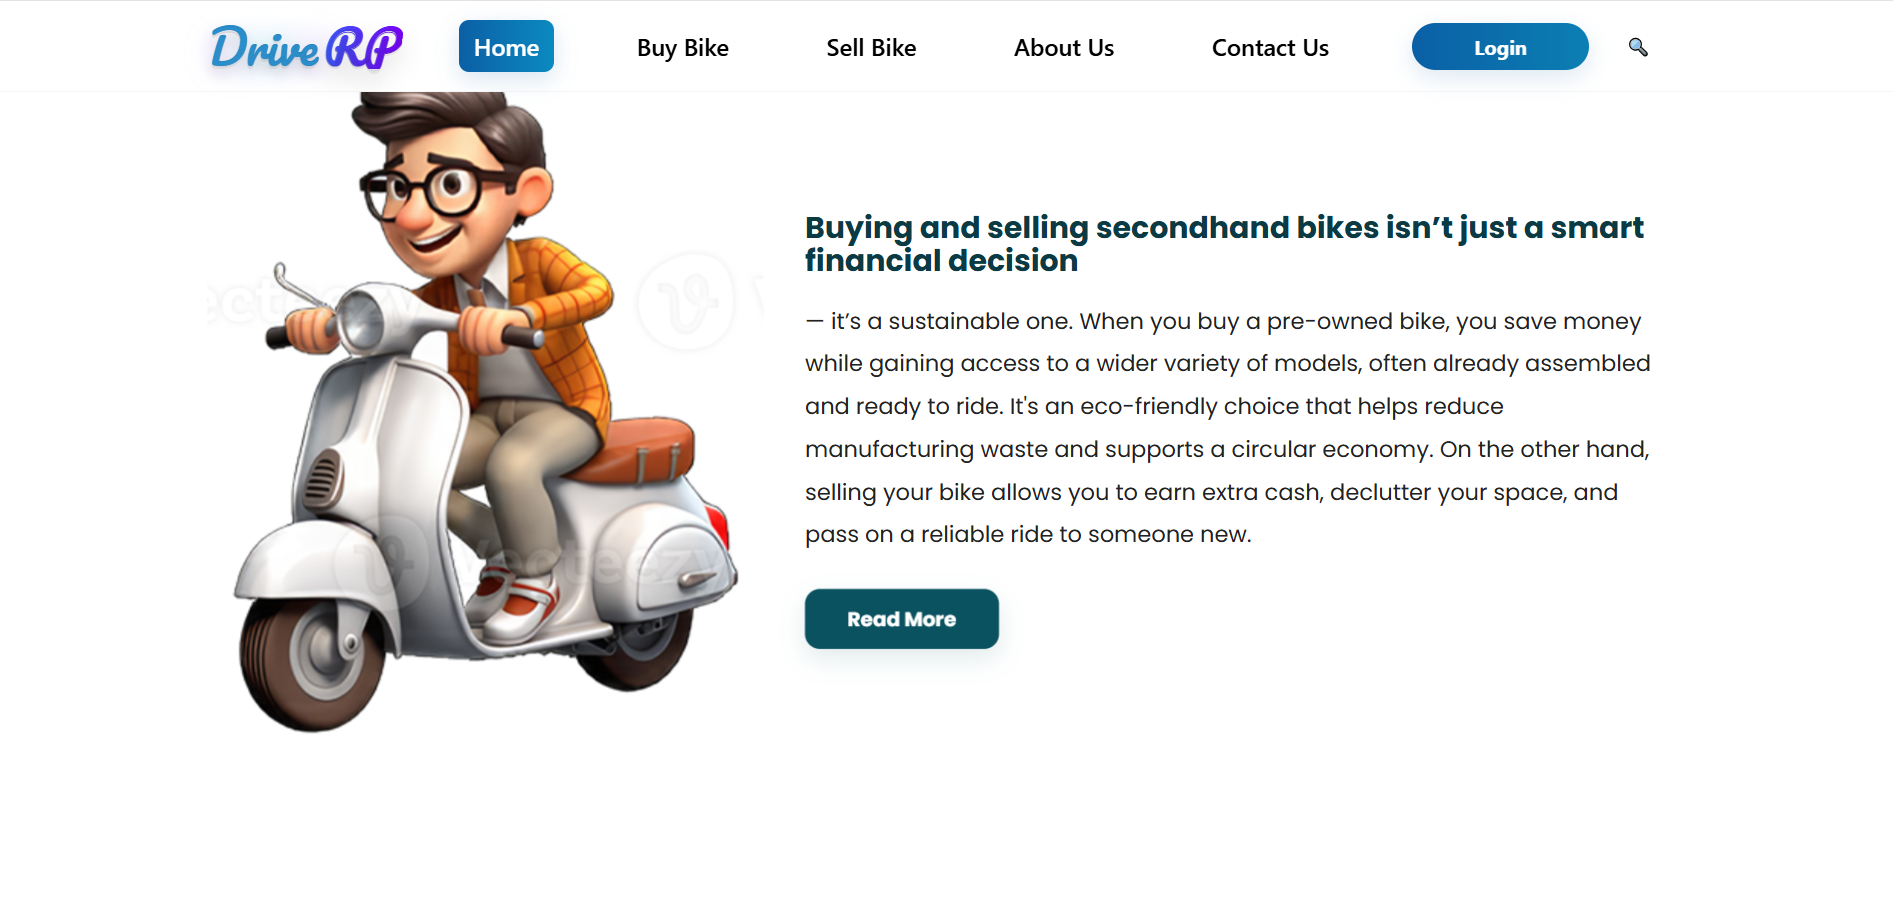 Drive RP
Home
Buy Bike
Sell Bike
About Us
Contact Us
Login
Buying and selling secondhand bikes isn’t just a smart
financial decision
— it’s a sustainable one. When you buy a pre-owned bike, you save money
while gaining access to a wider variety of models, often already assembled
and ready to ride. It's an eco-friendly choice that helps reduce
manufacturing waste and supports a circular economy. On the other hand,
selling your bike allows you to earn extra cash, declutter your space, and
pass on a reliable ride to someone new.
Vecteezy
Read More